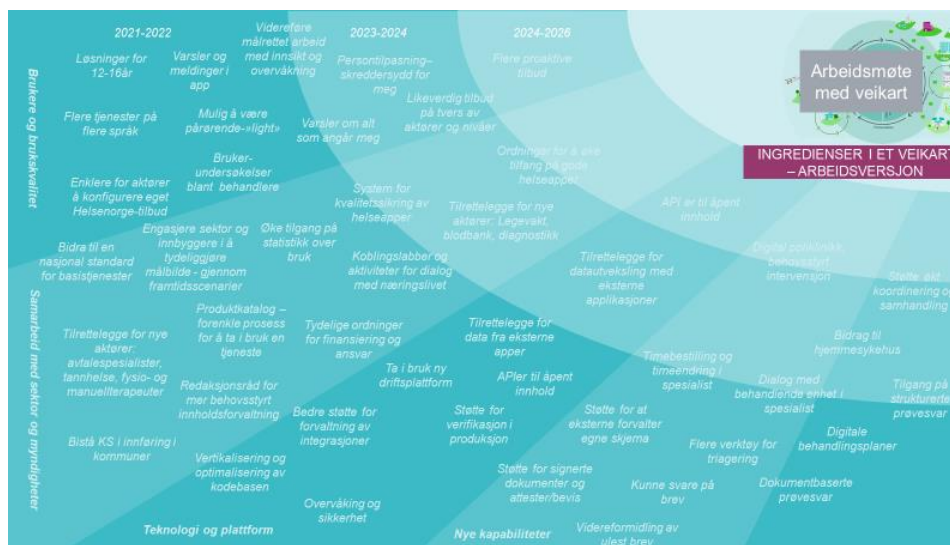 2021-2022
2023-2024
2024-2026
Arbeidsmøte
med veikart
INGREDIENSER I ET VEIKART
– ARBEIDSVERSJON
Brukere og brukskvalitet
Løsninger for
12-16år
Varsler og
meldinger i
app
Videreføre
målrettet arbeid
med innsikt og
overvåkning
Persontilpasning–
skreddersydd for
meg
Flere proaktive
tilbud
Flere tjenester på
flere språk
Mulig å være
pårørende-»light»
Varsler om alt
som angår meg
Likeverdig tilbud
på tvers av
aktører og nivåer
Bruker-
undersøkelser
blant behandlere
Ordninger for å øke
tilfang på gode
helseapper
Enklere for aktører
å konfigurere eget
Helsenorge-tilbud
System for
kvalitetssikring av
helseapper
Tilrettelegge for nye
aktører: Legevakt,
blodbank, diagnostikk
API er til åpent
innhold
Bidra til en
nasjonal standard
for basistjenester
Engasjere sektor og
innbyggere i å
tydeliggjøre
målbilde - gjennom
framtidsscenarier
Øke tilgang på
statistikk over
bruk
Koblingslabber og
aktiviteter for dialog
med næringslivet
Tilrettelegge for
datautveksling med
eksterne
applikasjoner
Digital poliklinikk,
behovsstyrt
intervensjon
Støtte økt
koordinering og
samhandling
Samarbeid med sektor og myndigheter
Tilrettelegge for nye
aktører:
avtalespesialister,
tannhelse, fysio- og
manuellterapeuter
Produktkatalog –
forenkle prosess
for å ta i bruk en
tjeneste
Tydelige ordninger
for finansiering og
ansvar
Tilrettelegge for
data fra eksterne
apper
Bidrag til
hjemmesykehus
Redaksjonsråd for
mer behovsstyrt
innholdsforvaltning
Ta i bruk ny
driftsplattform
APIer til åpent
innhold
Timebestilling og
timeendring i
spesialist
Dialog med
behandlende enhet i
spesialist
Tilgang på
strukturerte
prøvesvar
Bistå KS i innføring i
kommuner
Bedre støtte for
forvaltning av
integrasjoner
Støtte for
verifikasjon i
produksjon
Støtte for at
eksterne forvalter
egne skjema
Flere verktøy for
triagering
Digitale
behandlingsplaner
Vertikalisering og
optimalisering av
kodebasen
Støtte for signerte
dokumenter og
attester/bevis
Kunne svare på
brev
Dokumentbaserte
prøvesvar
Overvåking og
sikkerhet
Teknologi og plattform
Nye kapabiliteter
Videreformidling av
ulest brev